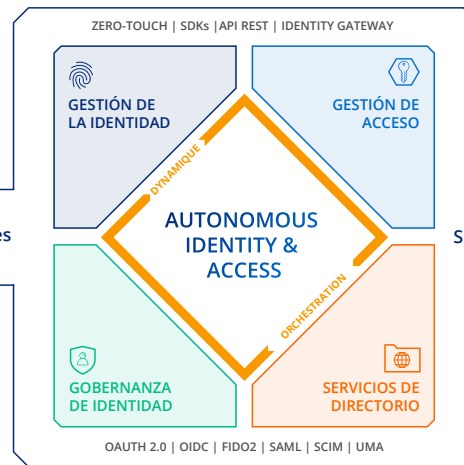 ZERO-TOUCH | SDKs |API REST | IDENTITY GATEWAY
GESTIÓN DE
LA IDENTIDAD
GESTIÓN DE
ACCESO
DYNAMIQUE
AUTONOMOUS
IDENTITY &
ACCESS
ORCHESTRATION
es
S
GOBERNANZA
DE IDENTIDAD
SERVICIOS DE
DIRECTORIO
OAUTH 2.0 | OIDC | FIDO2 | SAML | SCIM | UMA